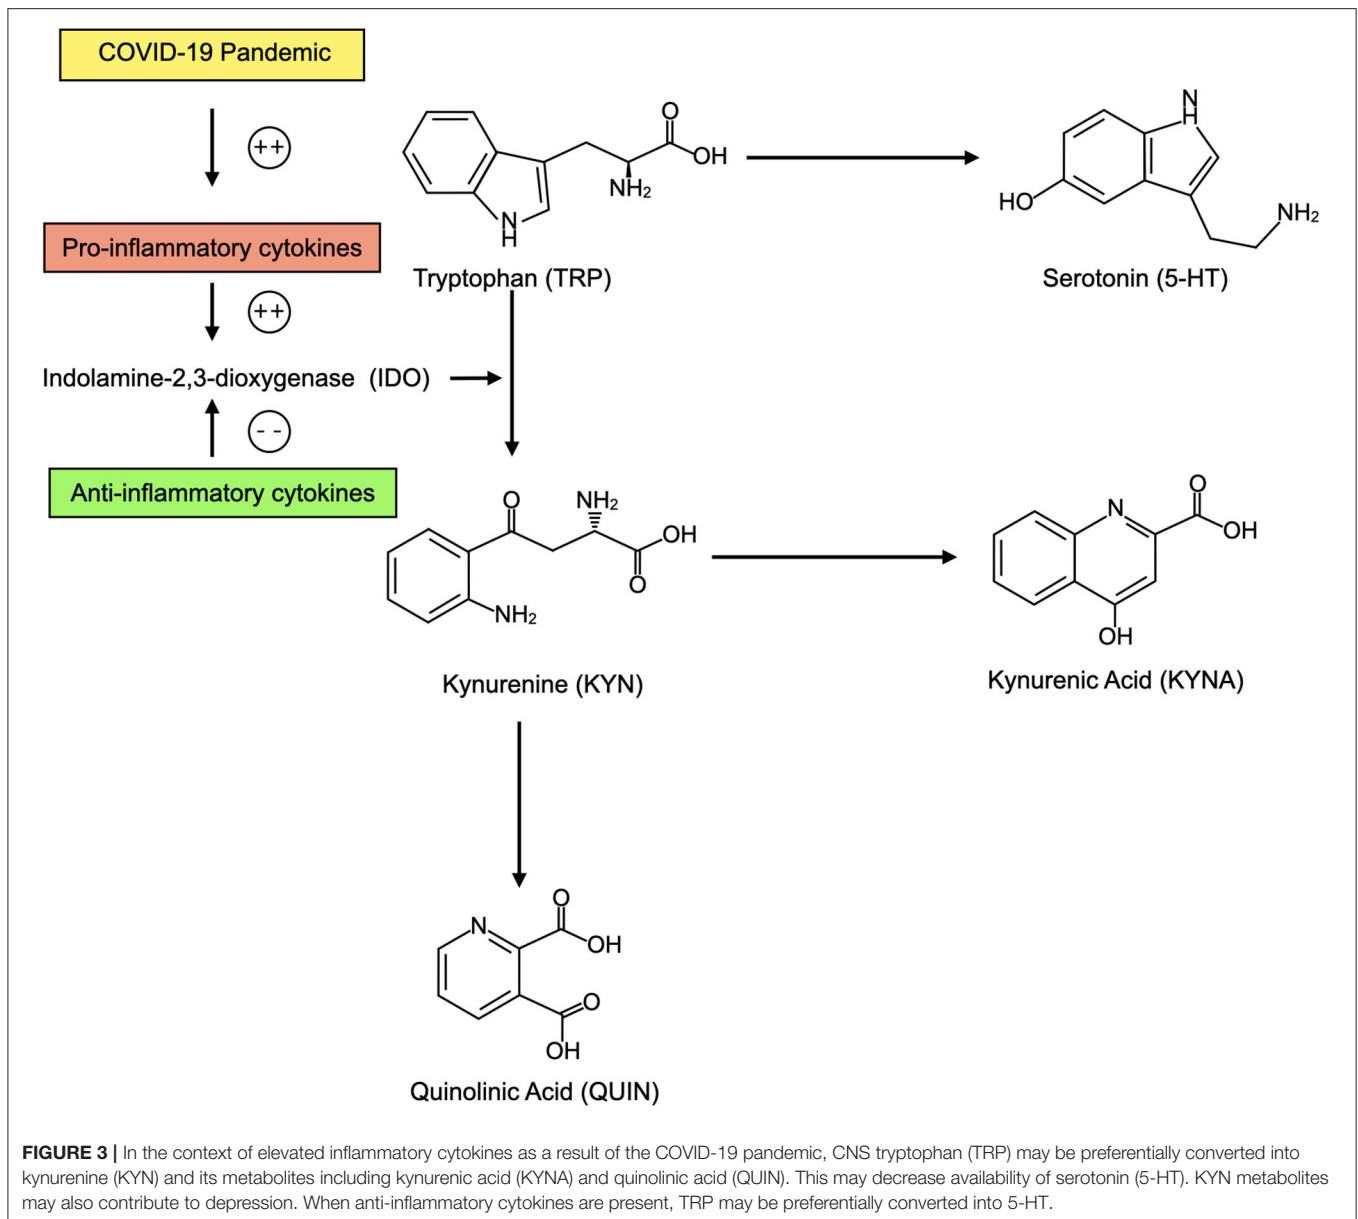 COVID-19 Pandemic
++
Pro-inflammatory cytokines
++
Indolamine-2,3-dioxygenase (IDO)
- -
Anti-inflammatory cytokines
O
OH
NH2
N
H
Tryptophan (TRP)
N
H
HO
NH2
Serotonin (5-HT)
O
NH2
OH
O
NH2
Kynurenine (KYN)
O
N
OH
OH
Kynurenic Acid (KYNA)
O
N
OH
O
OH
Quinolinic Acid (QUIN)
FIGURE 3 | In the context of elevated inflammatory cytokines as a result of the COVID-19 pandemic, CNS tryptophan (TRP) may be preferentially converted into
kynurenine (KYN) and its metabolites including kynurenic acid (KYNA) and quinolinic acid (QUIN). This may decrease availability of serotonin (5-HT). KYN metabolites
may also contribute to depression. When anti-inflammatory cytokines are present, TRP may be preferentially converted into 5-HT.